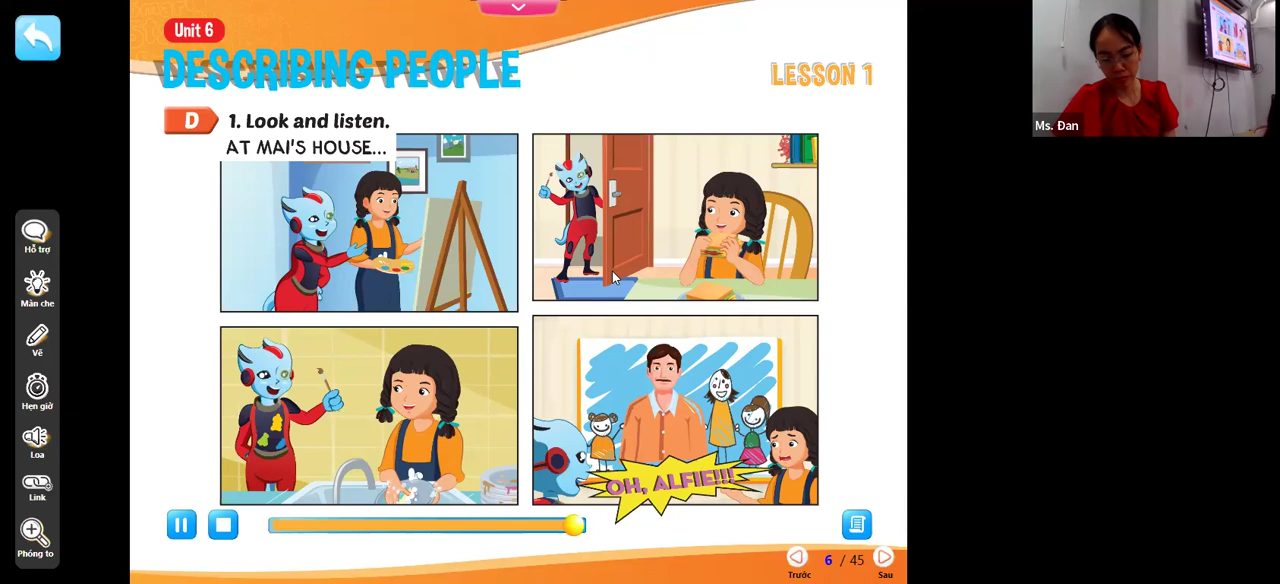 Unit 6
DESCRIBING PEOPLE
LESSON 1
D
1. Look and listen.
AT MAI'S HOUSE...
OH, ALFIE!!!
Ms. Đan
Hỗ trợ
Màn che
Vẽ
Hẹn giờ
Loa
Link
Phóng to
6 / 45
Trước
Sau